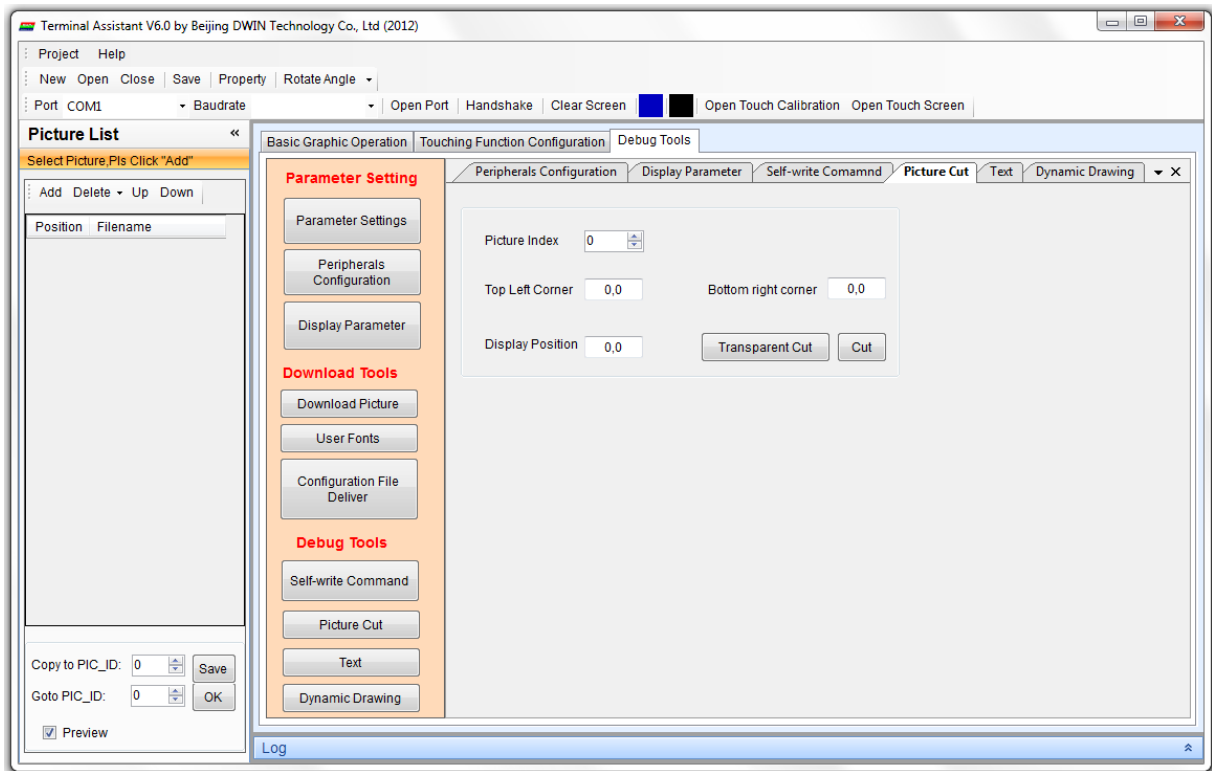 Terminal Assistant V6.0 by Beijing DWIN Technology Co., Ltd (2012)
Project Help
New Open Close Save Property Rotate Angle
Port COM1 Baudrate Open Port Handshake Clear Screen Open Touch Calibration Open Touch Screen
Picture List
Select Picture,Pls Click "Add"
Add Delete Up Down
Position Filename
Copy to PIC_ID: 0 Save
Goto PIC_ID: 0 OK
Preview
Basic Graphic Operation Touching Function Configuration Debug Tools
Parameter Setting
Parameter Settings
Peripherals
Configuration
Display Parameter
Download Tools
Download Picture
User Fonts
Configuration File
Deliver
Debug Tools
Self-write Command
Picture Cut
Text
Dynamic Drawing
Peripherals Configuration Display Parameter Self-write Comamnd Picture Cut Text Dynamic Drawing
Picture Index 0
Top Left Corner 0,0 Bottom right corner 0,0
Display Position 0,0 Transparent Cut Cut
Log